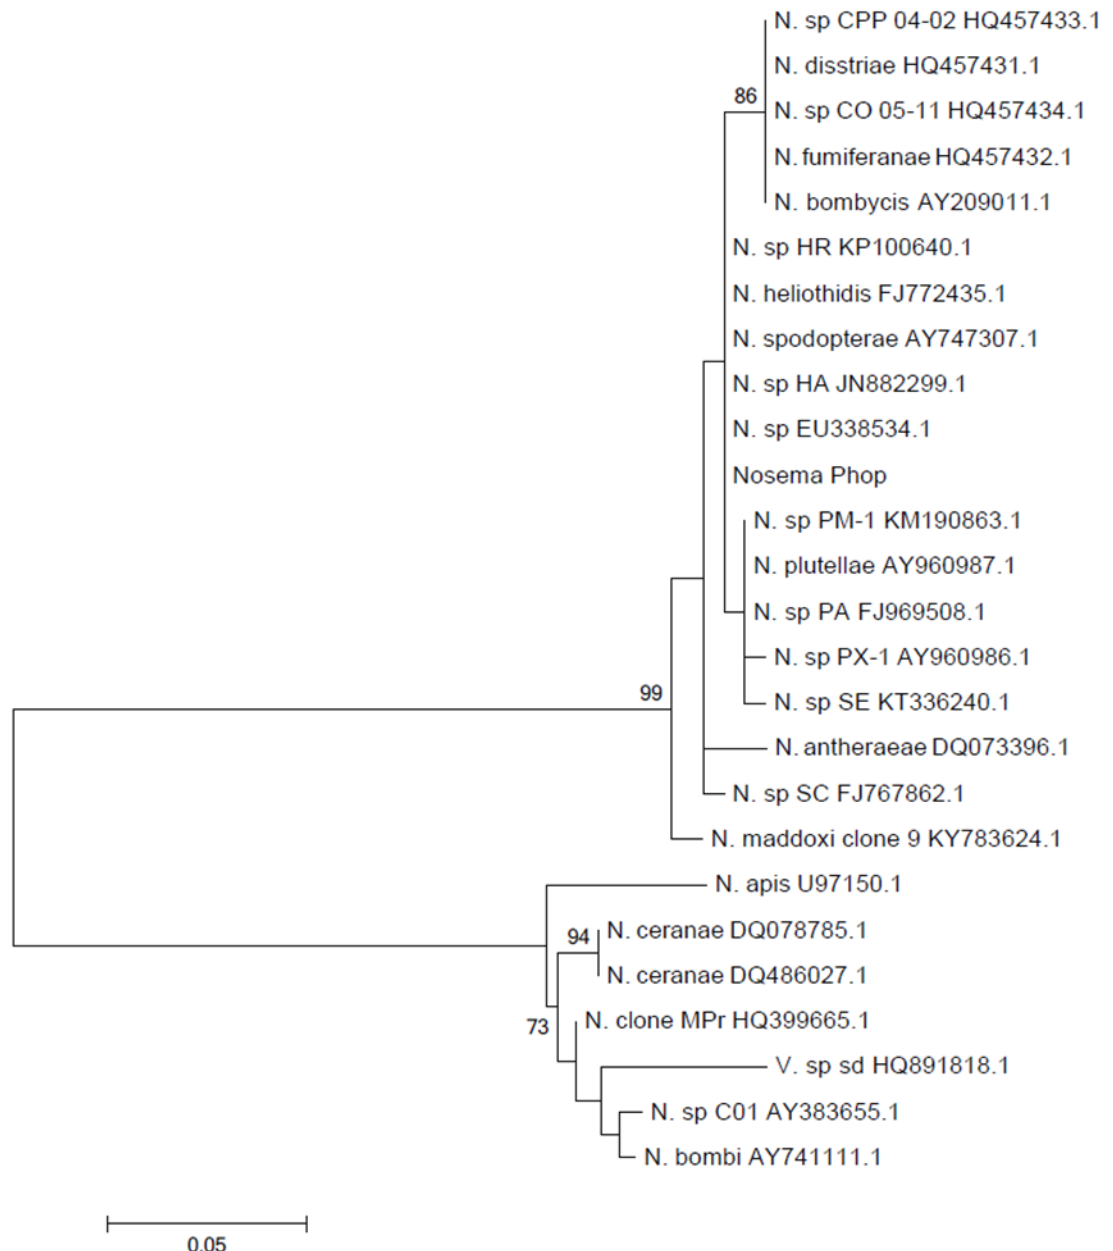 N. sp CPP 04-02 HQ457433.1
N. disstriae HQ457431.1
86
N. sp CO 05-11 HQ457434.1
N. fumiferanae HQ457432.1
N. bombycis AY209011.1
N. sp HR KP100640.1
N. heliothidis FJ772435.1
N. spodopterae AY747307.1
N. sp HA JN882299.1
N. sp EU338534.1
Nosema Phop
N. sp PM-1 KM190863.1
N. plutellae AY960987.1
N. sp PA FJ969508.1
N. sp PX-1 AY960986.1
99
N. sp SE KT336240.1
N. antheraeae DQ073396.1
N. sp SC FJ767862.1
N. maddoxi clone 9 KY783624.1
N. apis U97150.1
94
N. ceranae DQ078785.1
N. ceranae DQ486027.1
73
N. clone MPr HQ399665.1
V. sp sd HQ891818.1
N. sp C01 AY383655.1
N. bombi AY741111.1
0.05